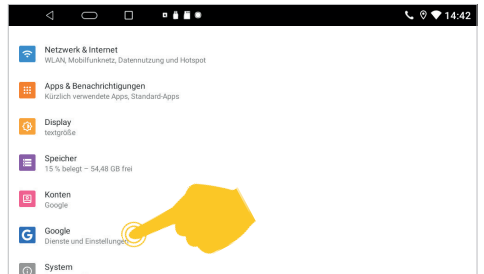 14:42
Netzwerk & Internet
WLAN, Mobilfunknetz, Datennutzung und Hotspot
Apps & Benachrichtigungen
Kürzlich verwendete Apps, Standard-Apps
Display
textgröße
Speicher
15 % belegt – 54,48 GB frei
Konten
Google
G Google
Dienste und Einstellungen
System